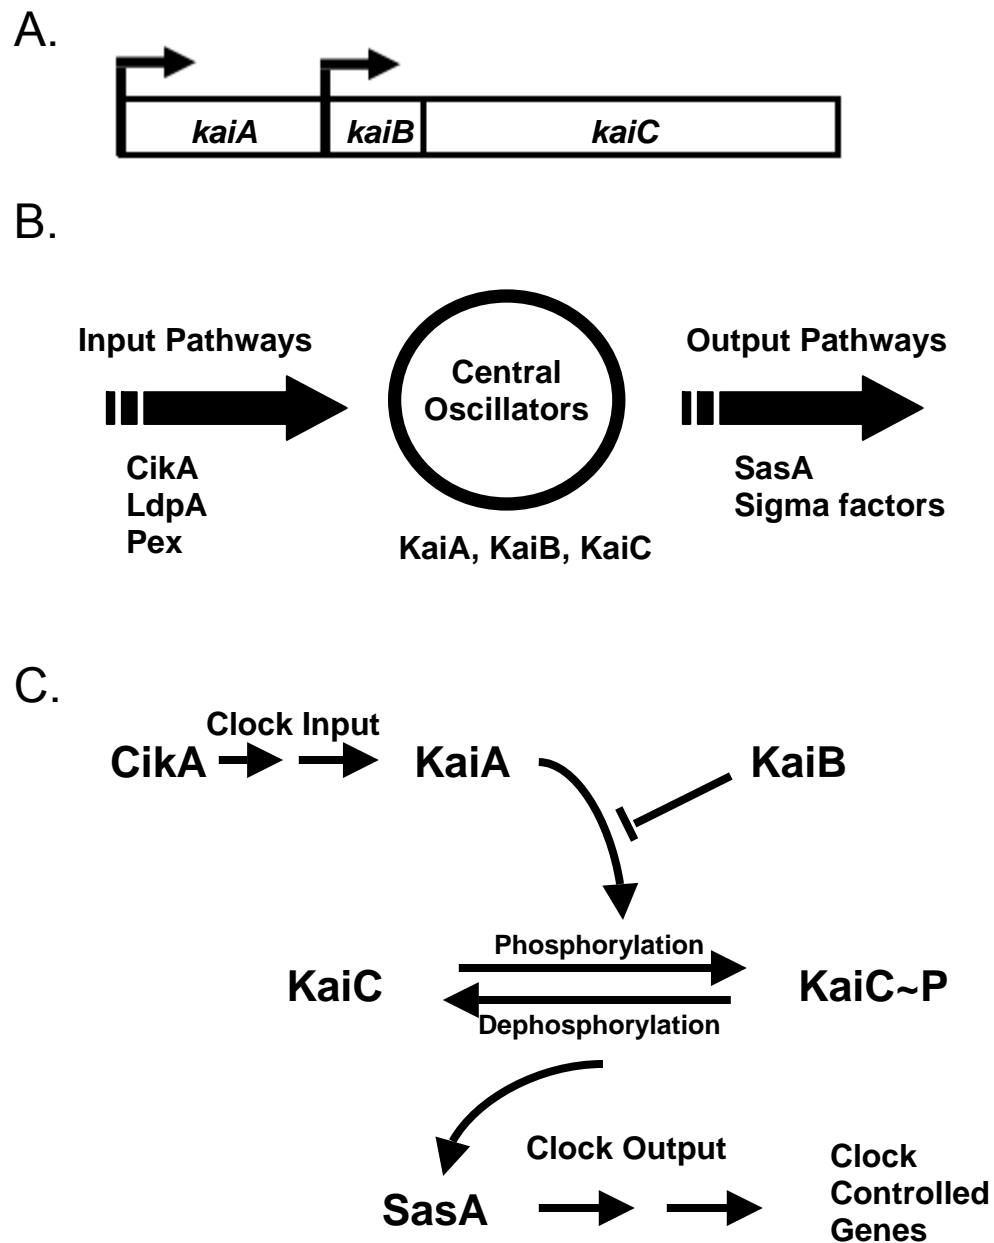 A.
kaiA kaiB kaiC
B.
Input Pathways
CikA
LdpA
Pex
Central
Oscillators
KaiA, KaiB, KaiC
Output Pathways
SasA
Sigma factors
C.
Clock Input
CikA KaiA KaiB
Phosphorylation
KaiC KaiC~P
Dephosphorylation
Clock Output
SasA
Clock
Controlled
Genes